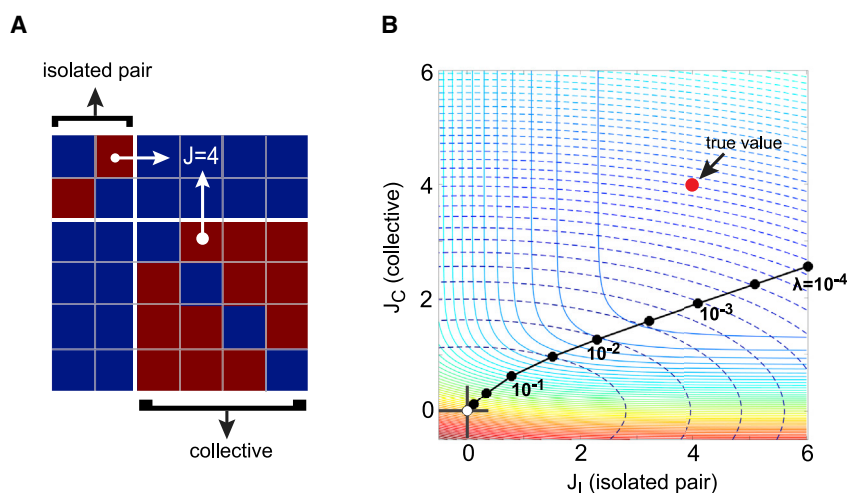 A
isolated pair
J=4
collective
B
6
4
2
0
J_C (collective)
true value
λ=10^-4
10^-3
10^-2
10^-1
0
2
4
6
J_I (isolated pair)